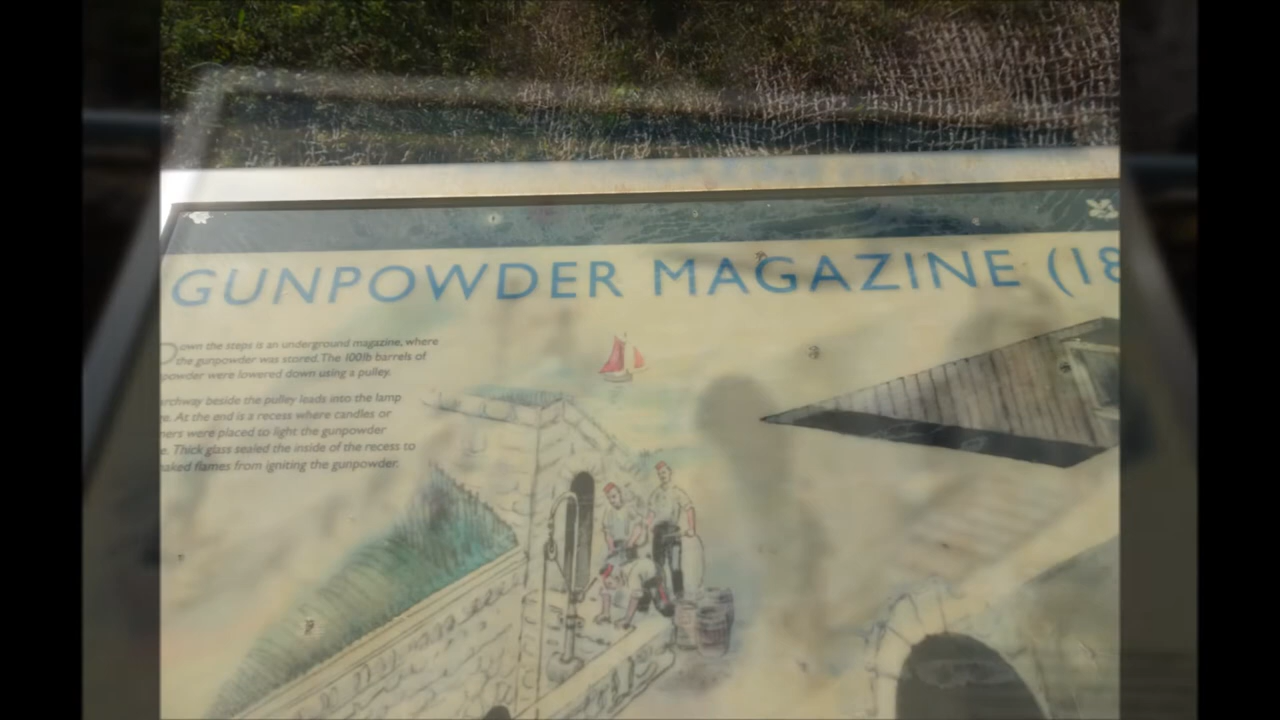 GUNPOWDER MAGAZINE (18
Down the steps is an underground magazine, where
the gunpowder was stored. The 100lb barrels of
powder were lowered down using a pulley.
rchway beside the pulley leads into the lamp
e. At the end is a recess where candles or
ners were placed to light the gunpowder
e. Thick glass sealed the inside of the recess to
naked flames from igniting the gunpowder.